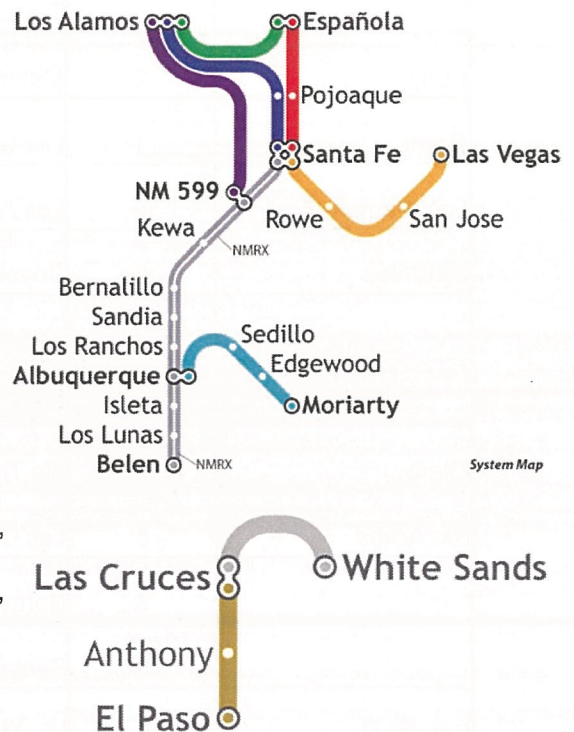 Los Alamos
Española
Pojoaque
Santa Fe
Las Vegas
NM 599
Rowe
San Jose
Kewa
NMRX
Bernalillo
Sandia
Los Ranchos
Sedillo
Edgewood
Albuquerque
Isleta
Moriarty
Los Lunas
Belen
NMRX
System Map
,
,
Las Cruces
White Sands
Anthony
El Paso